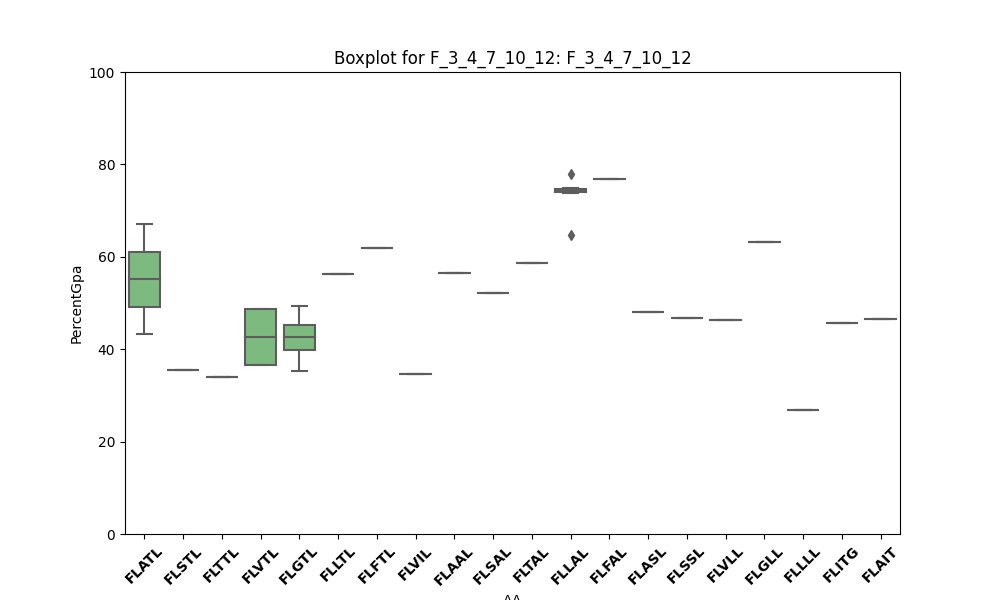 Boxplot for F_3_4_7_10_12: F_3_4_7_10_12
100
80
60
40
20
0
PercentGpa
FLATL
FLSTL
FLTTL
FLVTL
FLGTL
FLLTL
FLFTL
FLVIL
FLAAL
FLSAL
FLTAL
FLLAL
FLFAL
FLASL
FLSSL
FLVLL
FLGLL
FLLLL
FLITG
FLAIT
AA